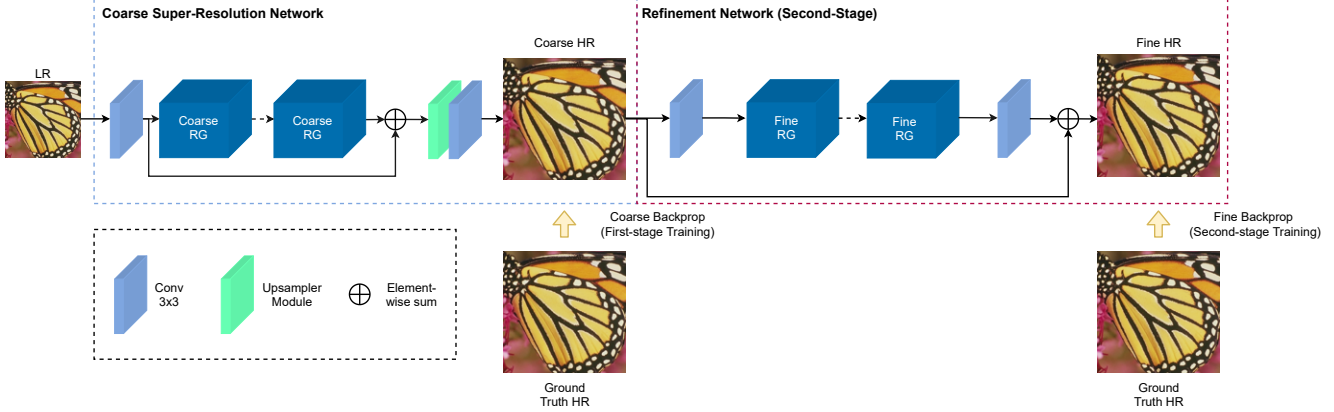 Coarse Super-Resolution Network
Refinement Network (Second-Stage)
LR
Coarse HR
Fine HR
Coarse
RG
Coarse
RG
Fine
RG
Fine
RG
Coarse Backprop
(First-stage Training)
Fine Backprop
(Second-stage Training)
Conv
3x3
Upsampler
Module
Element-
wise sum
Ground
Truth HR
Ground
Truth HR